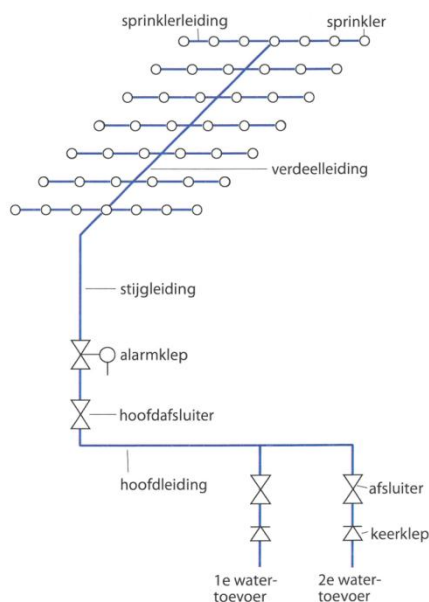 sprinklerleiding
sprinkler
verdeelleiding
stijgleiding
alarmklep
hoofdafsluiter
hoofdleiding
afsluiter
keerklep
1e water-
toevoer
2e water-
toevoer